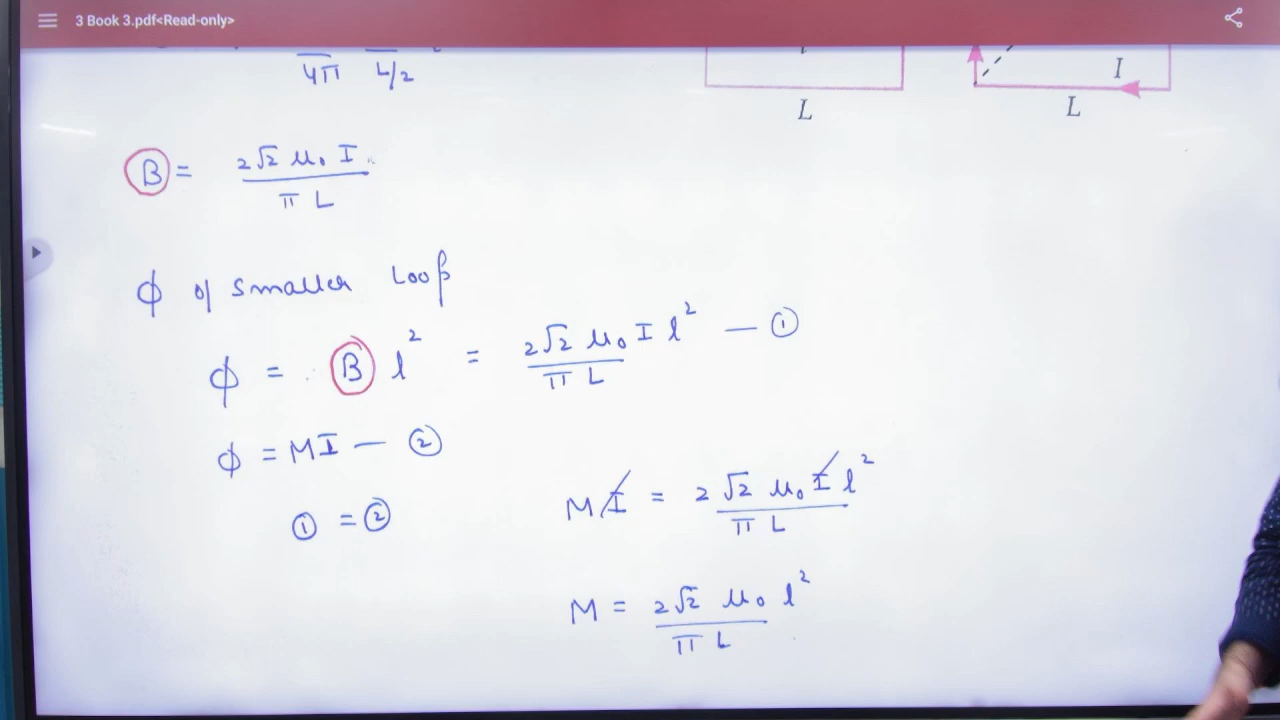 3 Book 3.pdf<Read-only>
4π L/2
L
I
L
B = 2√2 μ₀ I / π L
ϕ of smaller loop
ϕ = B l² = 2√2 μ₀ I l² / π L — ①
ϕ = MI — ②
① = ②
M I = 2√2 μ₀ I l² / π L
M = 2√2 μ₀ l² / π L